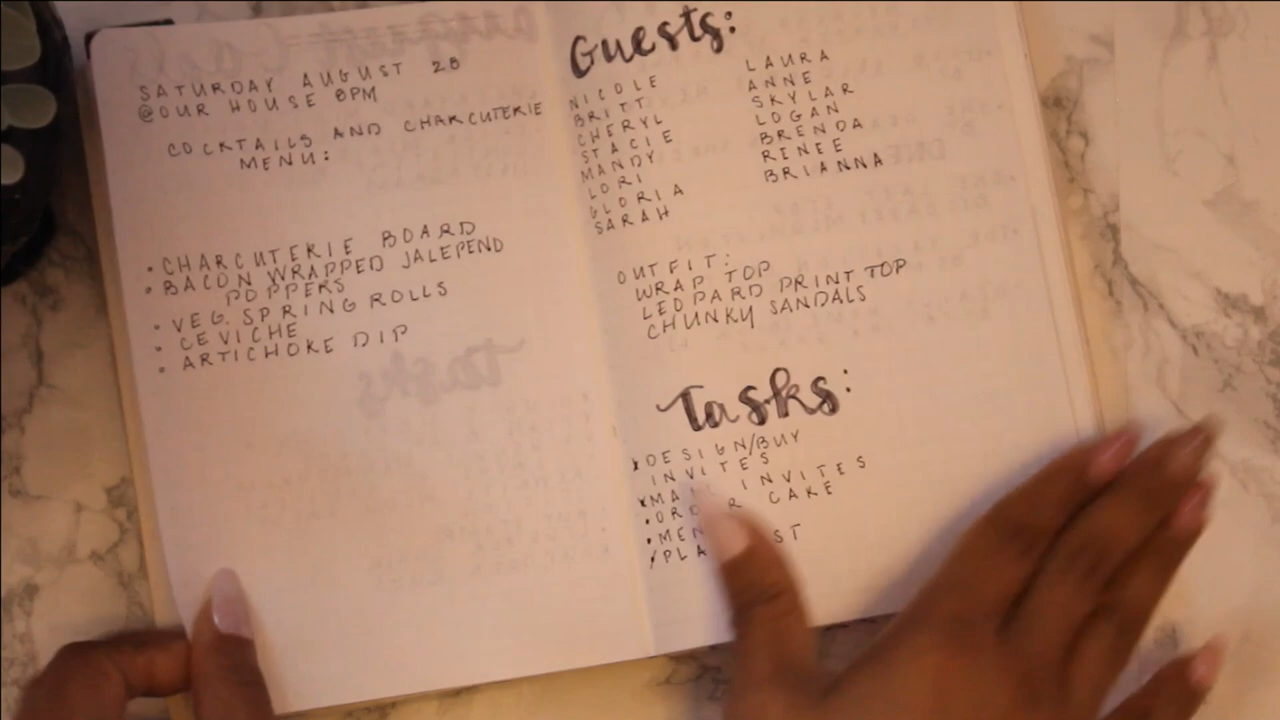 SATURDAY AUGUST 28
@OUR HOUSE 8PM
COCKTAILS AND CHARCUTERIE
MENU:
• CHARCUTERIE BOARD
• BACON WRAPPED JALEPENO
POPPERS
• VEG. SPRING ROLLS
• CEVICHE
• ARTICHOKE DIP
Guests:
NICOLE
BRITT
CHERYL
STACIE
MANDY
LORI
GLORIA
SARAH
LAURA
ANNE
SKYLAR
LOGAN
BRENDA
RENEE
BRIANNA
OUTFIT:
WRAP TOP
LEOPARD PRINT TOP
CHUNKY SANDALS
Tasks:
DESIGN/BUY
INVITES
INVITES
CAKE